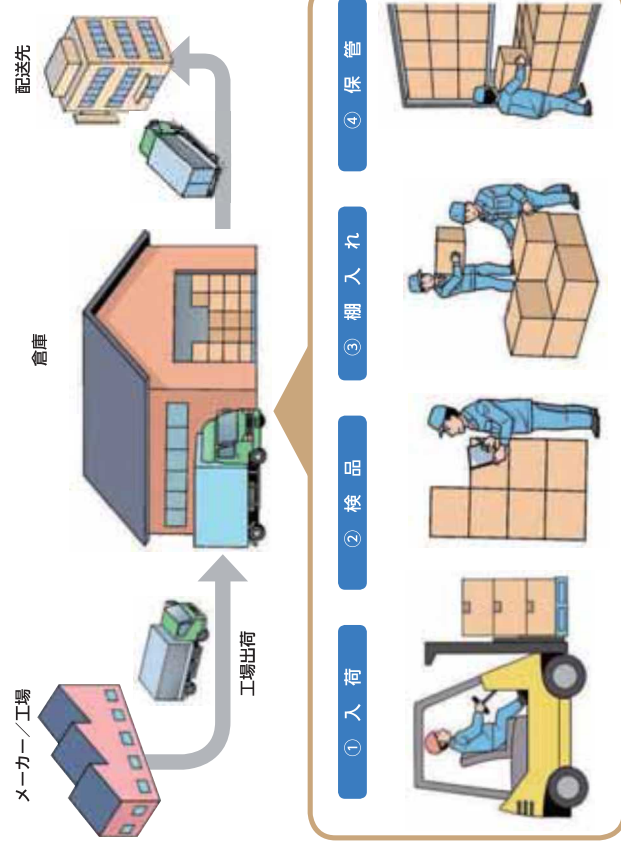 メーカー／工場
工場出荷
倉庫
配送先
① 入 荷
② 検 品
③ 棚 入 れ
④ 保 管